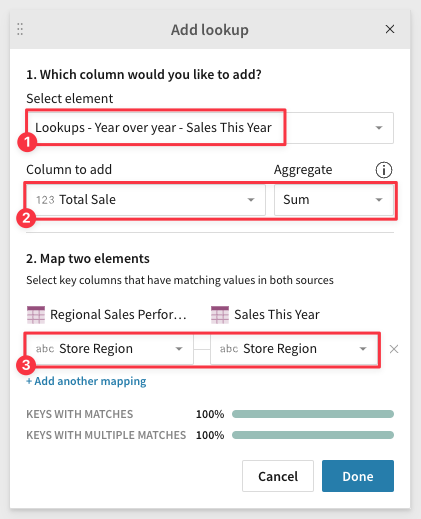 Add lookup
1. Which column would you like to add?
Select element
Lookups - Year over year - Sales This Year
1
Column to add Aggregate
123 Total Sale Sum
2
2. Map two elements
Select key columns that have matching values in both sources
Regional Sales Perfor... Sales This Year
abc Store Region abc Store Region
3
+ Add another mapping
KEYS WITH MATCHES 100%
KEYS WITH MULTIPLE MATCHES 100%
Cancel Done